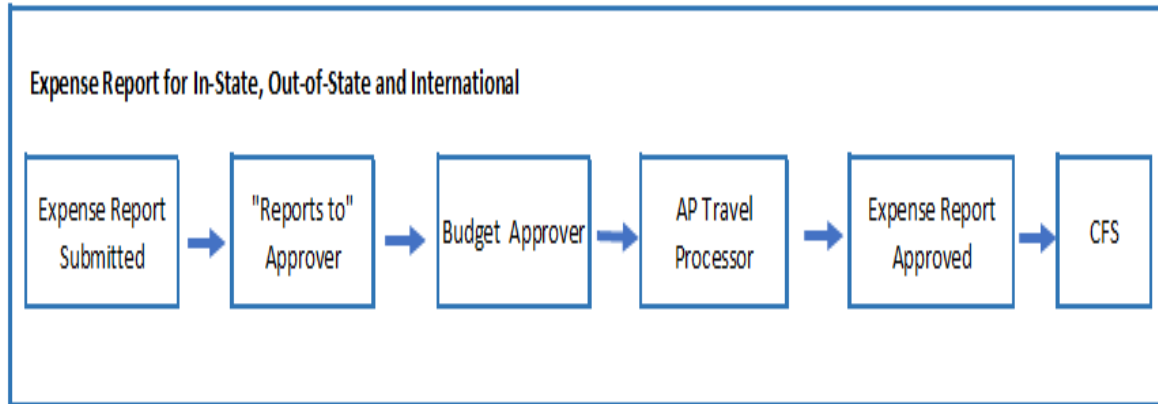 Expense Report for In-State, Out-of-State and International
Expense Report
Submitted
"Reports to"
Approver
Budget Approver
AP Travel
Processor
Expense Report
Approved
CFS